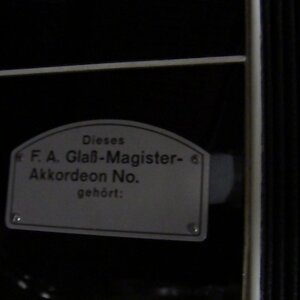 Dieses
F. A. Glaß-Magister-
Akkordeon No.
gehört: